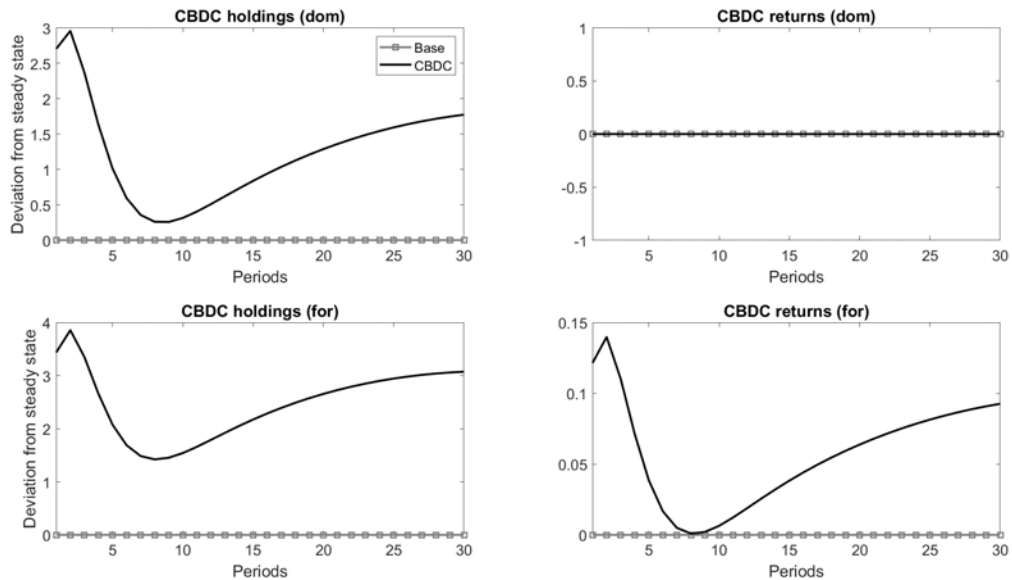 CBDC holdings (dom)
Deviation from steady state
3
2.5
2
1.5
1
0.5
0
Base
CBDC
5 10 15 20 25 30
Periods
CBDC returns (dom)
1
0.5
0
-0.5
-1
5 10 15 20 25 30
Periods
CBDC holdings (for)
Deviation from steady state
4
3
2
1
0
5 10 15 20 25 30
Periods
CBDC returns (for)
0.15
0.1
0.05
0
5 10 15 20 25 30
Periods